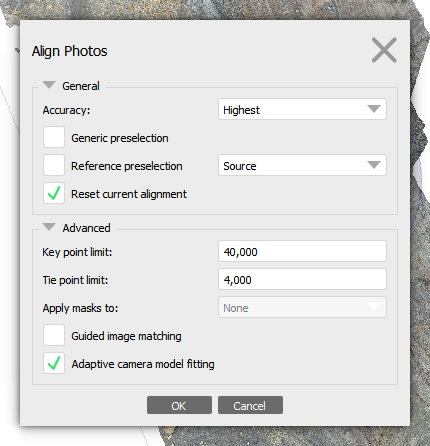 Align Photos
General
Accuracy: Highest
Generic preselection
Reference preselection Source
Reset current alignment
Advanced
Key point limit: 40,000
Tie point limit: 4,000
Apply masks to: None
Guided image matching
Adaptive camera model fitting
OK Cancel